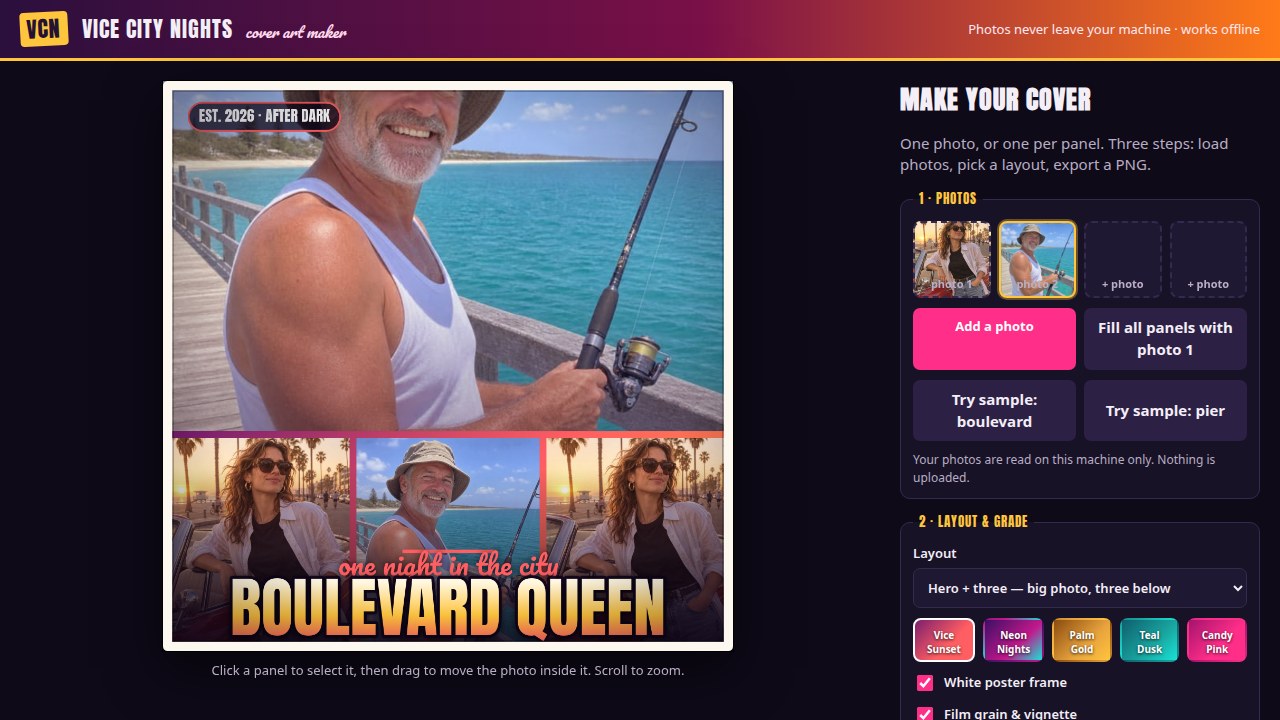 VCN VICE CITY NIGHTS cover art maker
Photos never leave your machine · works offline
EST. 2026 · AFTER DARK
one night in the city
BOULEVARD QUEEN
Click a panel to select it, then drag to move the photo inside it. Scroll to zoom.
MAKE YOUR COVER
One photo, or one per panel. Three steps: load
photos, pick a layout, export a PNG.
1 · PHOTOS
photo 1
photo 2
+ photo
+ photo
Add a photo
Fill all panels with
photo 1
Try sample:
boulevard
Try sample: pier
Your photos are read on this machine only. Nothing is
uploaded.
2 · LAYOUT & GRADE
Layout
Hero + three — big photo, three below
Vice
Sunset
Neon
Nights
Palm
Gold
Teal
Dusk
Candy
Pink
White poster frame
Film grain & vignette